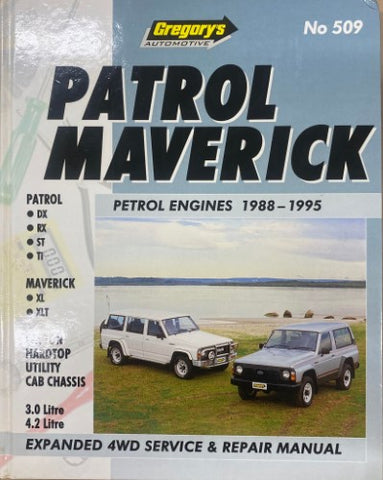 Gregory's
AUTOMOTIVE
No 509
PATROL
MAVERICK
PETROL ENGINES 1988–1995
PATROL
● DX
● RX
● ST
● TI
MAVERICK
● XL
● XLT
HARDTOP
UTILITY
CAB CHASSIS
3.0 Litre
4.2 Litre
EXPANDED 4WD SERVICE & REPAIR MANUAL